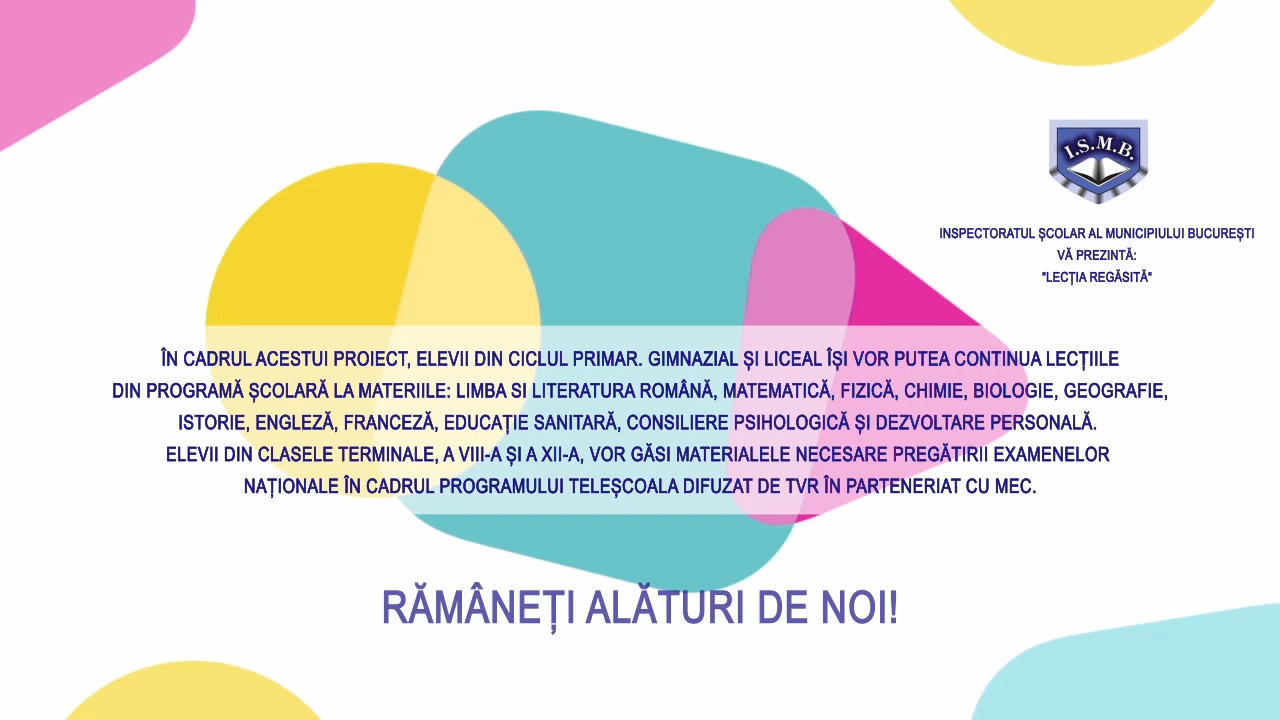 I.S.M.B.
INSPECTORATUL ȘCOLAR AL MUNICIPIULUI BUCUREȘTI
VĂ PREZINTĂ:
"LECȚIA REGĂSITĂ"
ÎN CADRUL ACESTUI PROIECT, ELEVII DIN CICLUL PRIMAR. GIMNAZIAL ȘI LICEAL ÎȘI VOR PUTEA CONTINUA LECȚIILE
DIN PROGRAMĂ ȘCOLARĂ LA MATERIILE: LIMBA SI LITERATURA ROMÂNĂ, MATEMATICĂ, FIZICĂ, CHIMIE, BIOLOGIE, GEOGRAFIE,
ISTORIE, ENGLEZĂ, FRANCEZĂ, EDUCAȚIE SANITARĂ, CONSILIERE PSIHOLOGICĂ ȘI DEZVOLTARE PERSONALĂ.
ELEVII DIN CLASELE TERMINALE, A VIII-A ȘI A XII-A, VOR GĂSI MATERIALELE NECESARE PREGĂTIRII EXAMENELOR
NAȚIONALE ÎN CADRUL PROGRAMULUI TELEȘCOALA DIFUZAT DE TVR ÎN PARTENERIAT CU MEC.
RĂMÂNEȚI ALĂTURI DE NOI!